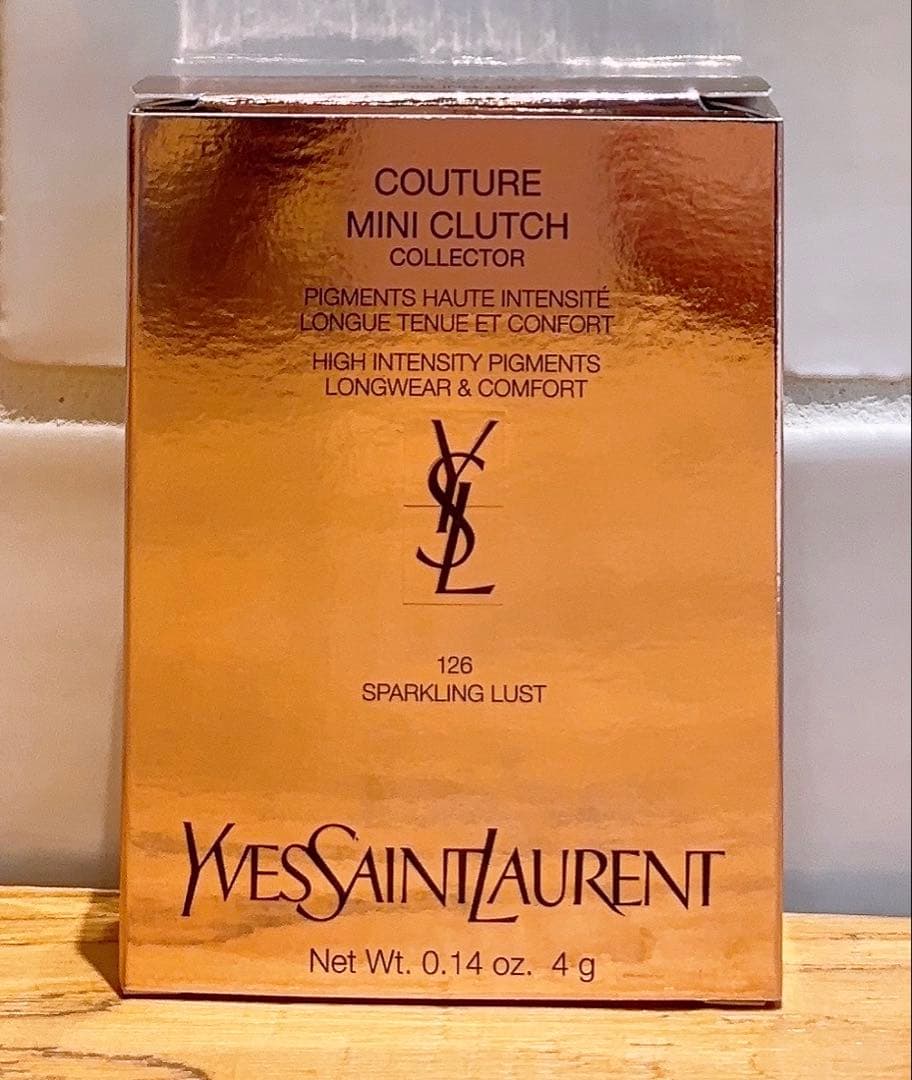 COUTURE
MINI CLUTCH
COLLECTOR
PIGMENTS HAUTE INTENSITÉ
LONGUE TENUE ET CONFORT
HIGH INTENSITY PIGMENTS
LONGWEAR & COMFORT
YSL
126
SPARKLING LUST
YVESSAINTLAURENT
Net Wt. 0.14 oz. 4 g